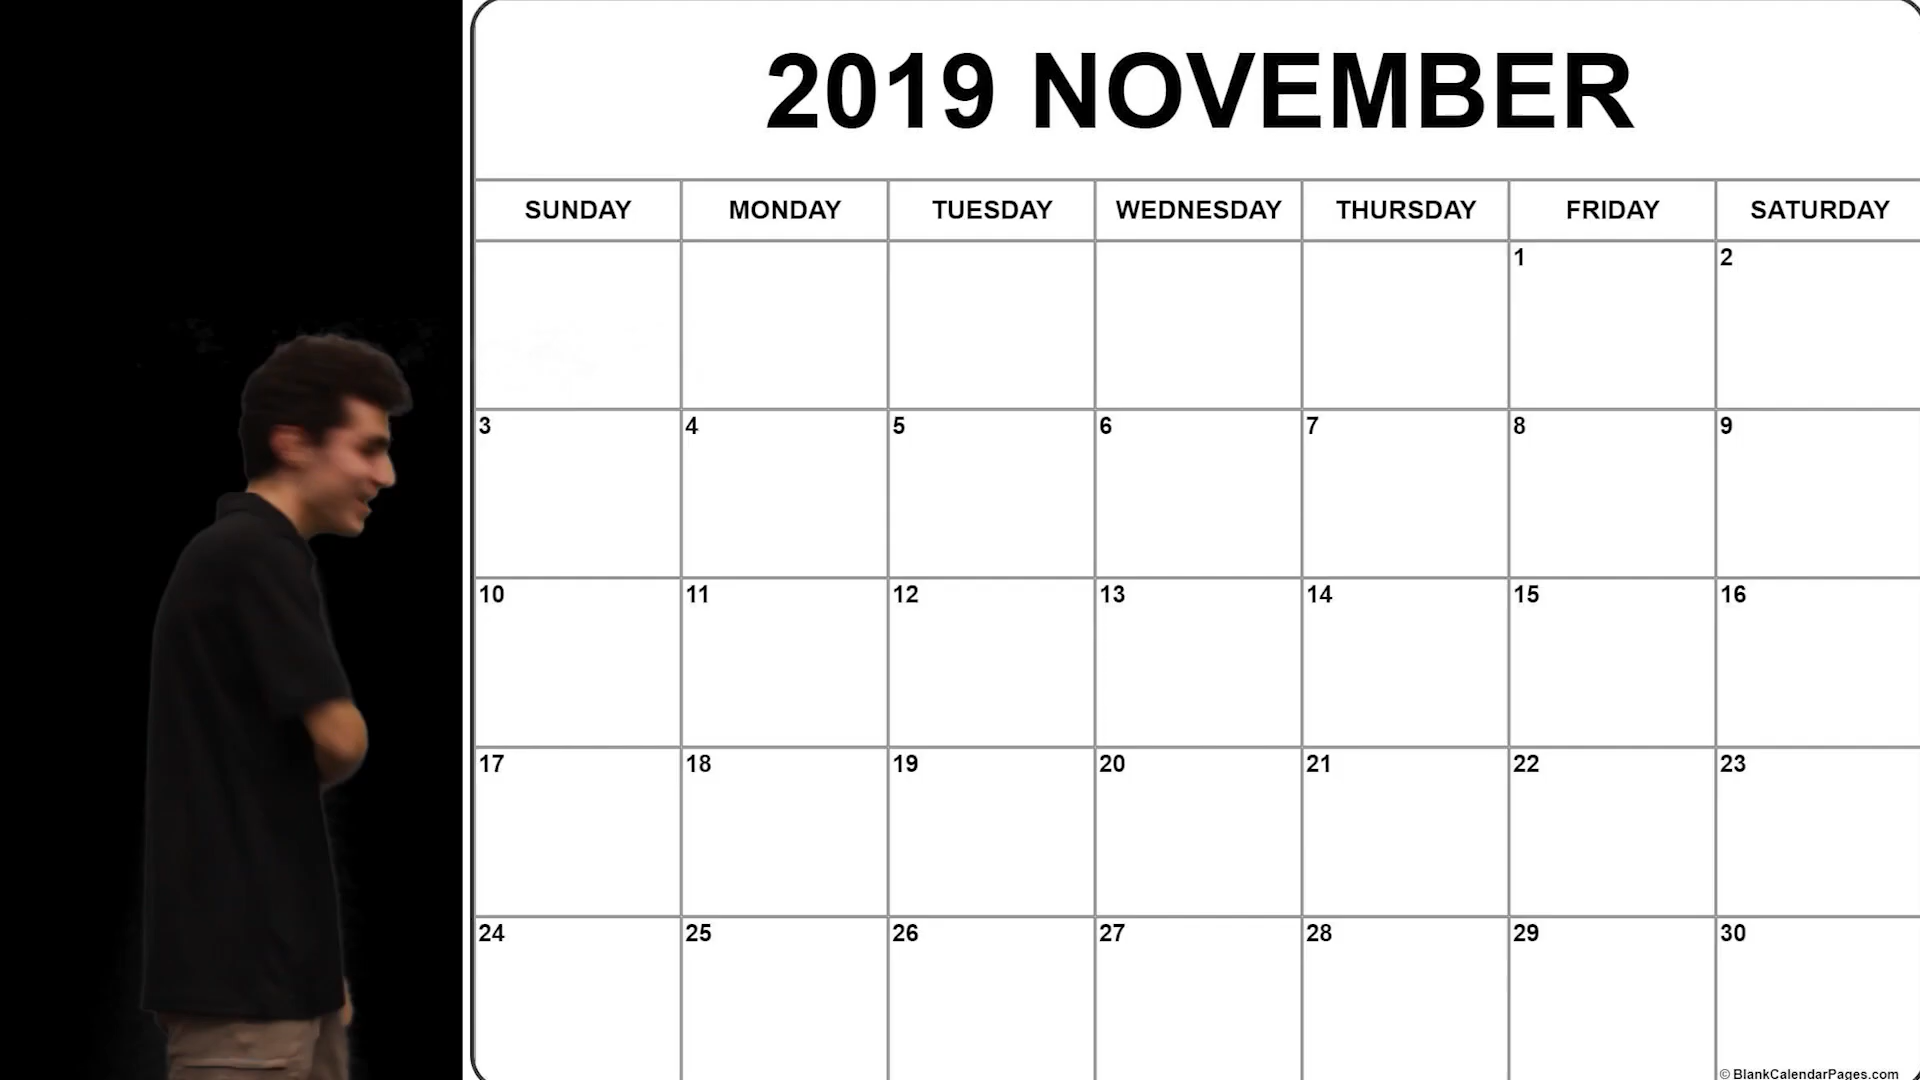 2019 NOVEMBER
SUNDAY MONDAY TUESDAY WEDNESDAY THURSDAY FRIDAY SATURDAY
1 2
3 4 5 6 7 8 9
10 11 12 13 14 15 16
17 18 19 20 21 22 23
24 25 26 27 28 29 30
© BlankCalendarPages.com